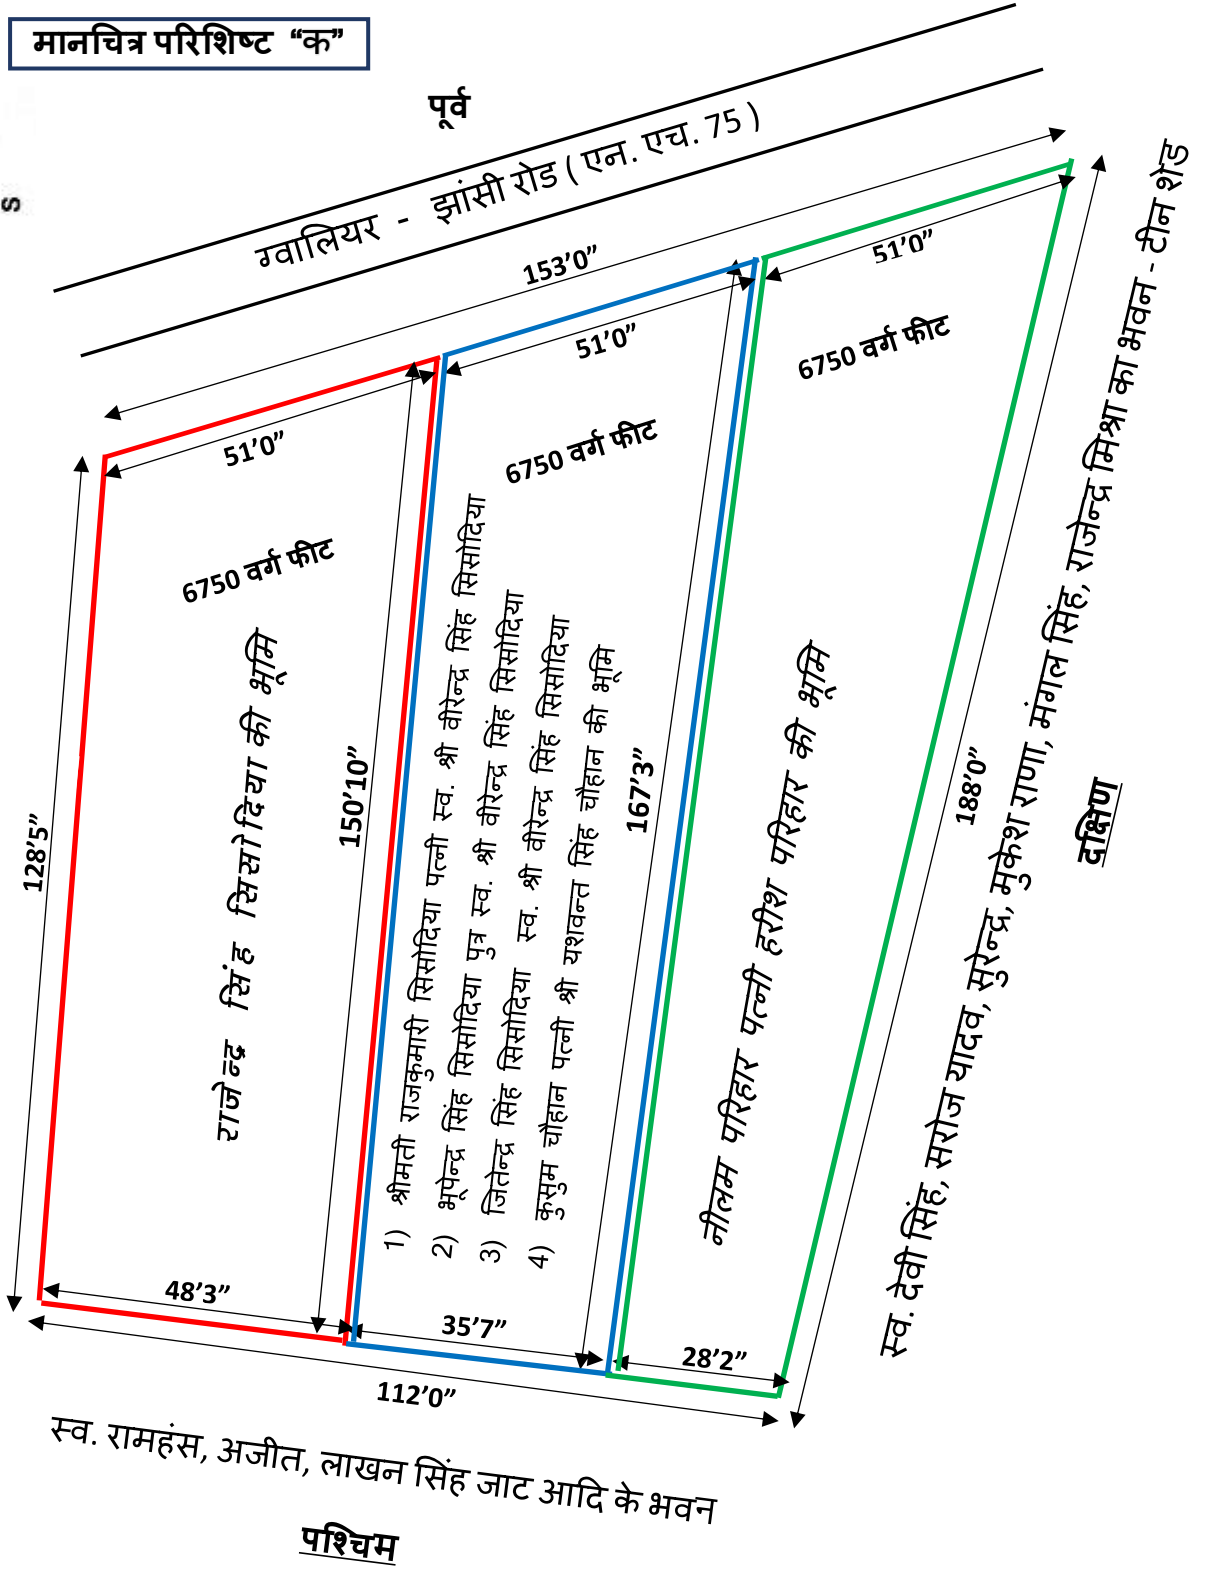 मानचित्र परिशिष्ट “क”
पूर्व
s
ग्वालियर - झांसी रोड ( एन. एच. 75 )
153’0”
51’0”
51’0”
51’0”
6750 वर्ग फीट
6750 वर्ग फीट
6750 वर्ग फीट
128’5”
राजेन्द्र सिंह सिसोदिया की भूमि
150’10”
1) श्रीमती राजकुमारी सिसोदिया पत्नी स्व. श्री वीरेन्द्र सिंह सिसोदिया
2) भूपेन्द्र सिंह सिसोदिया पुत्र स्व. श्री वीरेन्द्र सिंह सिसोदिया
3) जितेन्द्र सिंह सिसोदिया स्व. श्री वीरेन्द्र सिंह सिसोदिया
4) कुसुम चौहान पत्नी श्री यशवन्त सिंह चौहान की भूमि
167’3”
नीलम परिहार पत्नी हरीश परिहार की भूमि
188’0”
स्व. देवी सिंह, सरोज यादव, सुरेन्द्र, मुकेश राणा, मंगल सिंह, राजेन्द्र मिश्रा का भवन - टीन शेड
दक्षिण
48’3”
35’7”
28’2”
112’0”
स्व. रामहंस, अजीत, लाखन सिंह जाट आदि के भवन
पश्चिम